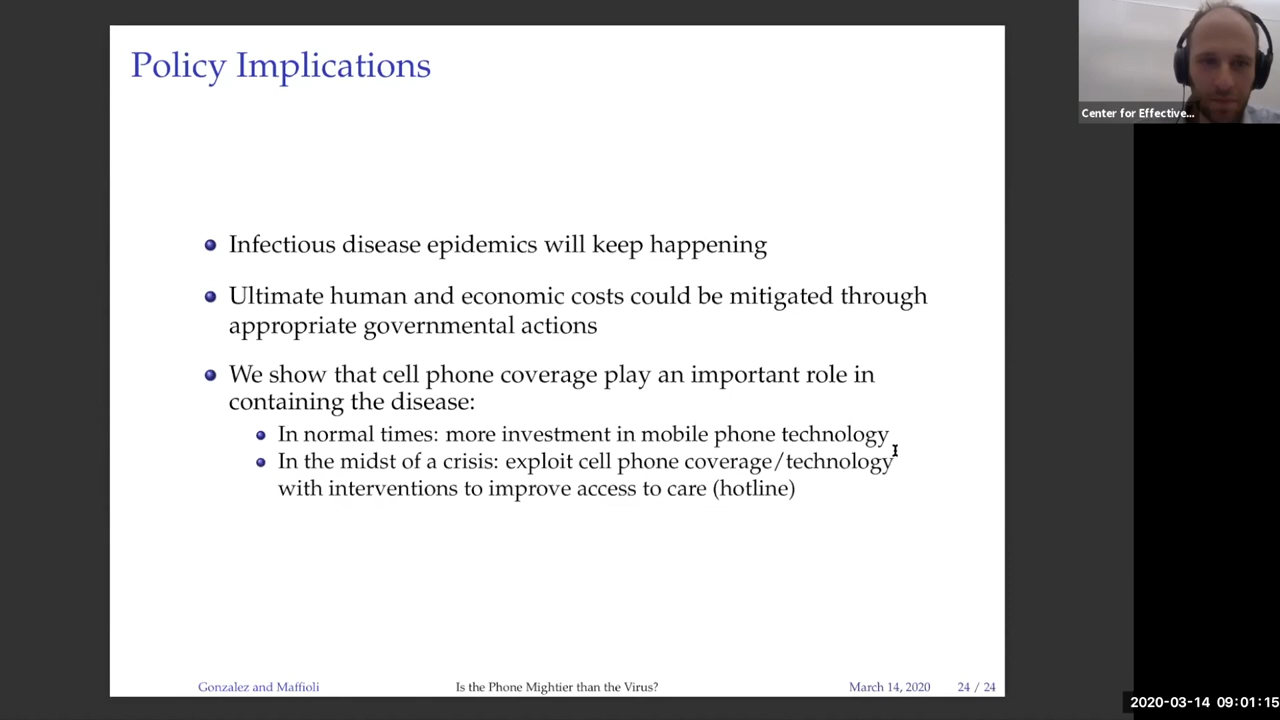 Policy Implications
Center for Effective...
Infectious disease epidemics will keep happening
Ultimate human and economic costs could be mitigated through
appropriate governmental actions
We show that cell phone coverage play an important role in
containing the disease:
In normal times: more investment in mobile phone technology
In the midst of a crisis: exploit cell phone coverage/technology
with interventions to improve access to care (hotline)
Gonzalez and Maffioli Is the Phone Mightier than the Virus? March 14, 2020 24 / 24
2020-03-14 09:01:15